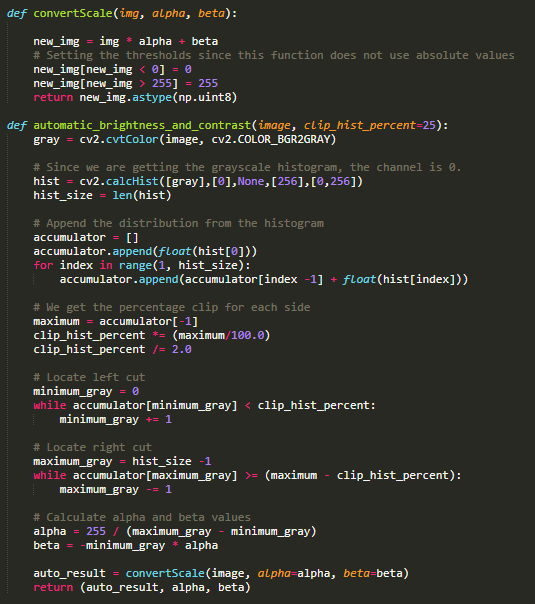 def convertScale(img, alpha, beta):
new_img = img * alpha + beta
# Setting the thresholds since this function does not use absolute values
new_img[new_img < 0] = 0
new_img[new_img > 255] = 255
return new_img.astype(np.uint8)
def automatic_brightness_and_contrast(image, clip_hist_percent=25):
gray = cv2.cvtColor(image, cv2.COLOR_BGR2GRAY)
# Since we are getting the grayscale histogram, the channel is 0.
hist = cv2.calcHist([gray],[0],None,[256],[0,256])
hist_size = len(hist)
# Append the distribution from the histogram
accumulator = []
accumulator.append(float(hist[0]))
for index in range(1, hist_size):
accumulator.append(accumulator[index -1] + float(hist[index]))
# We get the percentage clip for each side
maximum = accumulator[-1]
clip_hist_percent *= (maximum/100.0)
clip_hist_percent /= 2.0
# Locate left cut
minimum_gray = 0
while accumulator[minimum_gray] < clip_hist_percent:
minimum_gray += 1
# Locate right cut
maximum_gray = hist_size -1
while accumulator[maximum_gray] >= (maximum - clip_hist_percent):
maximum_gray -= 1
# Calculate alpha and beta values
alpha = 255 / (maximum_gray - minimum_gray)
beta = -minimum_gray * alpha
auto_result = convertScale(image, alpha=alpha, beta=beta)
return (auto_result, alpha, beta)